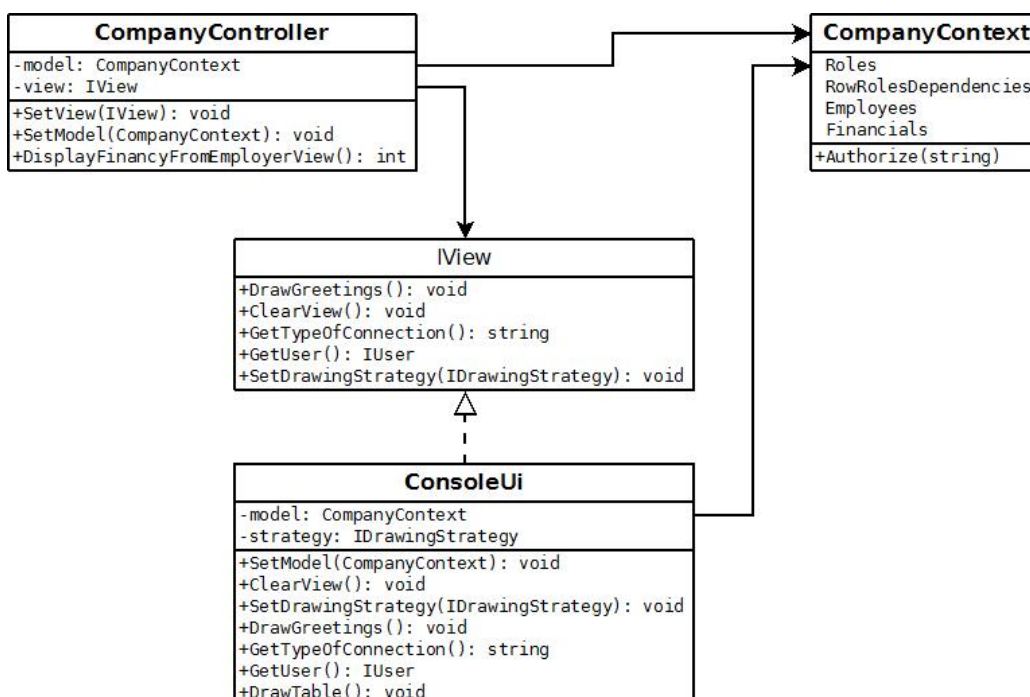 CompanyController
-model: CompanyContext
-view: IView
+SetView(IView): void
+SetModel(CompanyContext): void
+DisplayFinancyFromEmployerView(): int
CompanyContext
Roles
RowRolesDependencies
Employees
Financials
+Authorize(string)
IView
+DrawGreetings(): void
+ClearView(): void
+GetTypeOfConnection(): string
+GetUser(): IUser
+SetDrawingStrategy(IDrawingStrategy): void
ConsoleUi
-model: CompanyContext
-strategy: IDrawingStrategy
+SetModel(CompanyContext): void
+ClearView(): void
+SetDrawingStrategy(IDrawingStrategy): void
+DrawGreetings(): void
+GetTypeOfConnection(): string
+GetUser(): IUser
+DrawTable(): void